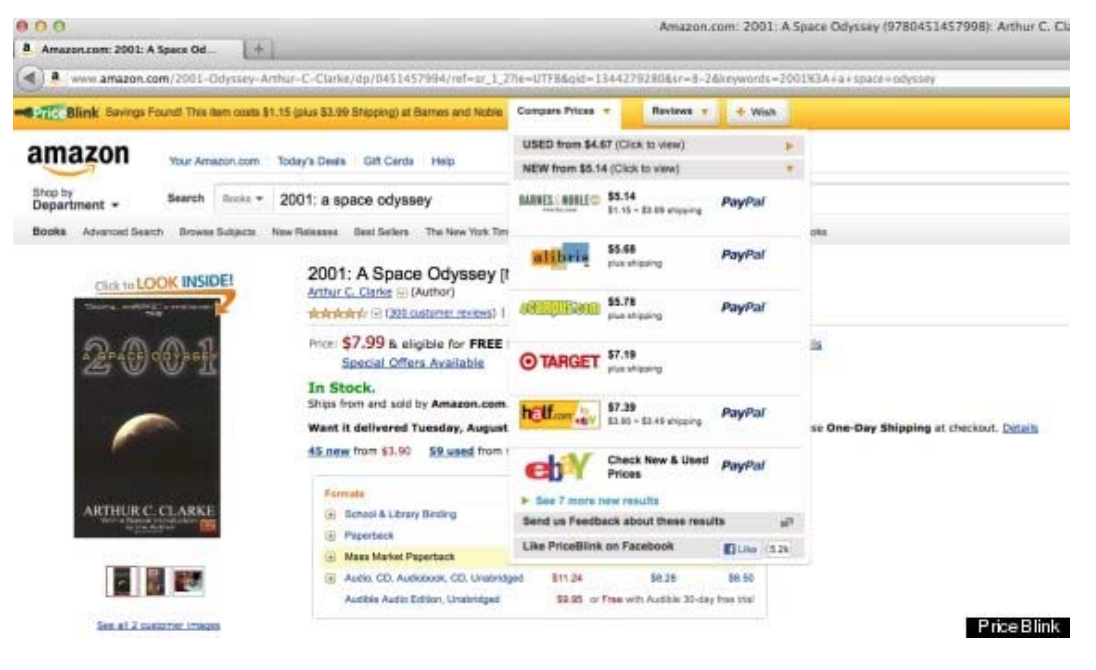 Amazon.com: 2001: A Space Odyssey (9780451457998): Arthur C. Cla
Amazon.com: 2001: A Space Od...
www.amazon.com/2001-Odyssey-Arthur-C-Clarke/dp/0451457994/ref=sr_1_2?ie=UTF8&qid=1344279280&sr=8-2&keywords=2001%3A+a+space+odyssey
PriceBlink Savings Found! This item costs $1.15 (plus $3.99 Shipping) at Barnes and Noble Compare Prices Reviews + Wish
amazon Your Amazon.com Today's Deals Gift Cards Help
Shop by
Department
Search Books 2001: a space odyssey
Books Advanced Search Browse Subjects New Releases Best Sellers The New York Tim
USED from $4.67 (Click to view)
NEW from $5.14 (Click to view)
BARNES & NOBLE $5.14 PayPal
$1.15 + $3.99 shipping
alibris $5.68 PayPal
plus shipping
ecampus.com $5.78 PayPal
plus shipping
TARGET $7.19
plus shipping
half.com by ebay $7.39 PayPal
$3.90 + $3.49 shipping
ebY Check New & Used PayPal
Prices
See 7 more new results
Send us Feedback about these results
Like PriceBlink on Facebook Like 5.2k
Click to LOOK INSIDE!
2001
A SPACE ODYSSEY
ARTHUR C. CLARKE
See all 2 customer images
2001: A Space Odyssey [
Arthur C. Clarke (Author)
(309 customer reviews) |
Price: $7.99 & eligible for FREE
Special Offers Available
In Stock.
Ships from and sold by Amazon.com.
Want it delivered Tuesday, August se One-Day Shipping at checkout. Details
45 new from $3.90 59 used from
Formats
School & Library Binding
Paperback
Mass Market Paperback
Audio, CD, Audiobook, CD, Unabridged $11.24 $8.28 $8.50
Audible Audio Edition, Unabridged $9.95 or Free with Audible 30-day free trial
PriceBlink